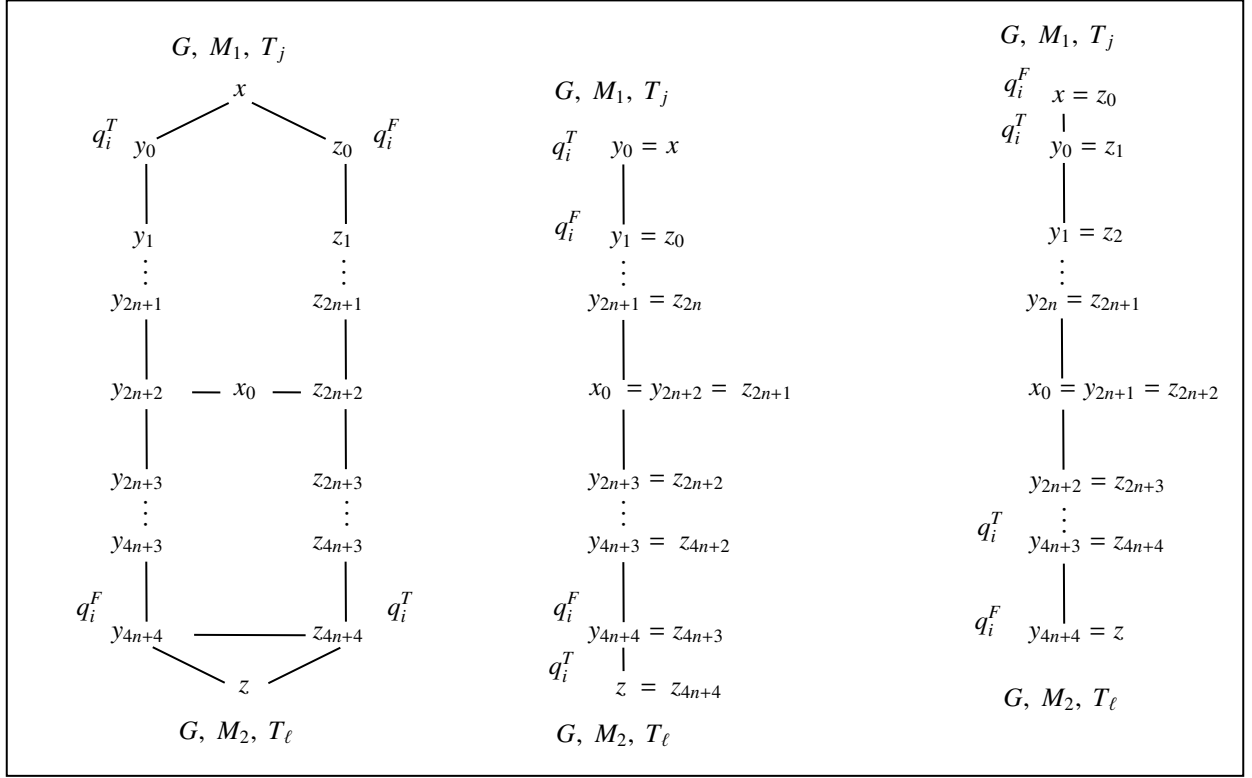 G, M₁, T_j
x
q_i^T y₀ z₀ q_i^F
y₁ z₁
⋮ ⋮
y_{2n+1} z_{2n+1}
y_{2n+2} x₀ z_{2n+2}
y_{2n+3} z_{2n+3}
⋮ ⋮
y_{4n+3} z_{4n+3}
q_i^F q_i^T
y_{4n+4} z_{4n+4}
z
G, M₂, T_ℓ
G, M₁, T_j
q_i^T y₀ = x
q_i^F y₁ = z₀
⋮
y_{2n+1} = z_{2n}
x₀ = y_{2n+2} = z_{2n+1}
y_{2n+3} = z_{2n+2}
⋮
y_{4n+3} = z_{4n+2}
q_i^F
y_{4n+4} = z_{4n+3}
q_i^T
z = z_{4n+4}
G, M₂, T_ℓ
G, M₁, T_j
q_i^F
x = z₀
q_i^T
y₀ = z₁
y₁ = z₂
⋮
y_{2n} = z_{2n+1}
x₀ = y_{2n+1} = z_{2n+2}
y_{2n+2} = z_{2n+3}
⋮
q_i^T
y_{4n+3} = z_{4n+4}
q_i^F y_{4n+4} = z
G, M₂, T_ℓ